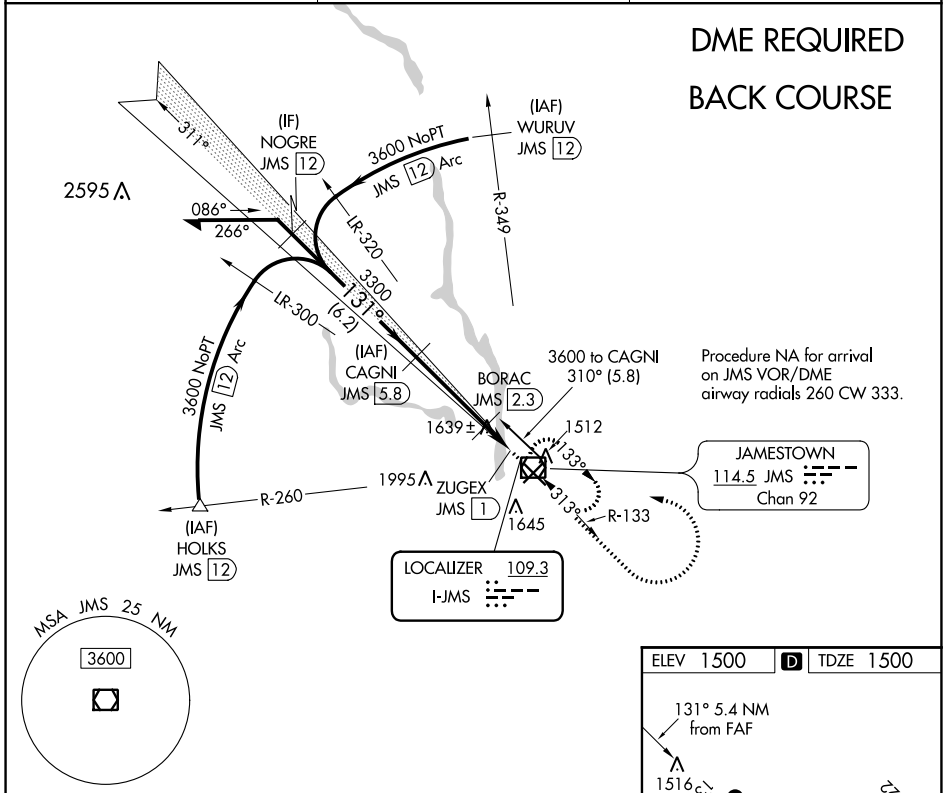 DME REQUIRED
BACK COURSE
311°
(IF)
NOGRE
JMS 12
3600 NoPT
JMS 12 Arc
(IAF)
WURUV
JMS 12
2595
086°
266°
LR-320
R-349
LR-300
3300
131°
(6.2)
3600 NoPT
JMS 12 Arc
(IAF)
CAGNI
JMS 5.8
3600 to CAGNI
310° (5.8)
BORAC
JMS 2.3
Procedure NA for arrival
on JMS VOR/DME
airway radials 260 CW 333.
1639 ±
1512
133°
JAMESTOWN
114.5 JMS
Chan 92
1995
ZUGEX
JMS 1
1645
313°
R-133
R-260
(IAF)
HOLKS
JMS 12
LOCALIZER 109.3
I-JMS
MSA JMS 25 NM
3600
ELEV 1500 D TDZE 1500
131° 5.4 NM
from FAF
1516